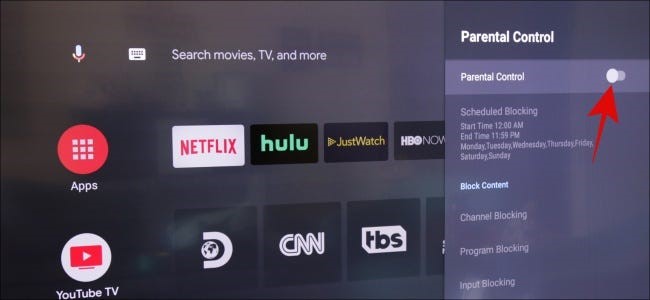 Search movies, TV, and more
Apps
NETFLIX
hulu
JustWatch
HBO NOW
YouTube TV
D
CNN
tbs
Parental Control
Parental Control
Scheduled Blocking
Start Time 12:00 AM
End Time 11:59 PM
Monday,Tuesday,Wednesday,Thursday,Friday,
Saturday,Sunday
Block Content
Channel Blocking
Program Blocking
Input Blocking